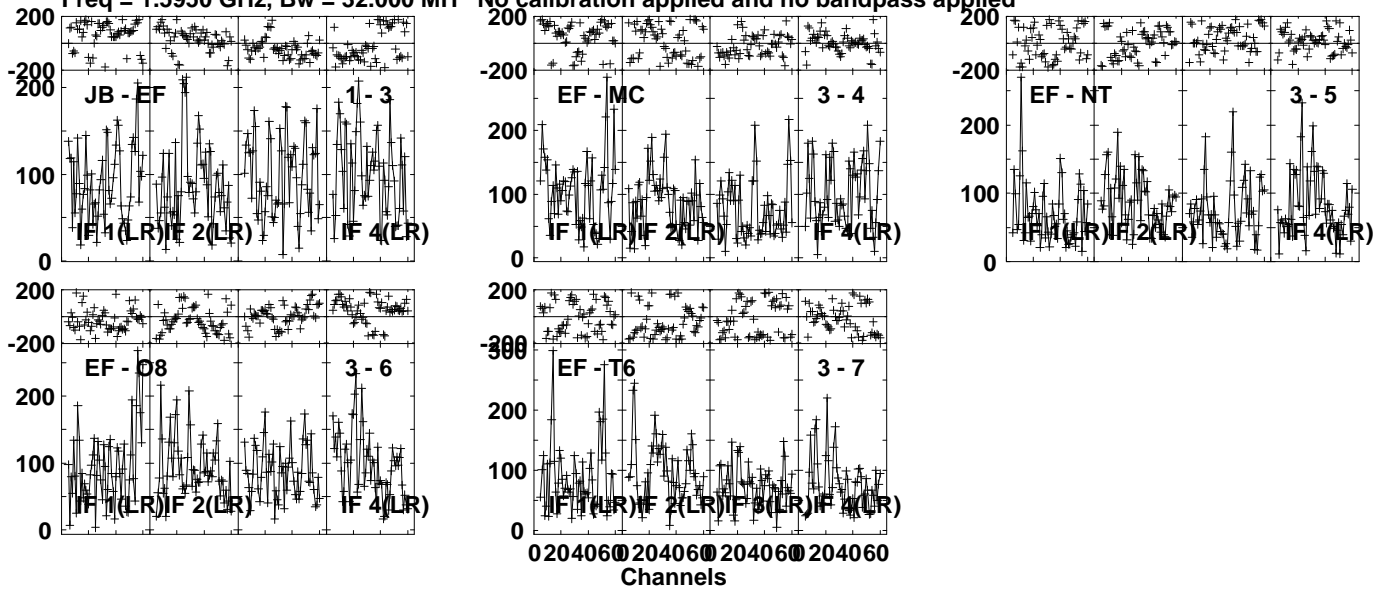 Freq = 1.5950 GHz, Bw = 32.000 MH No calibration applied and no bandpass applied
200
-200
200
100
0
JB - EF
1 - 3
IF 1(LR)
IF 2(LR)
IF 4(LR)
200
-200
200
100
0
EF - MC
3 - 4
IF 1(LR)
IF 2(LR)
IF 4(LR)
200
-200
200
100
0
EF - NT
3 - 5
IF 1(LR)
IF 2(LR)
IF 4(LR)
200
-200
200
100
0
EF - O8
3 - 6
IF 1(LR)
IF 2(LR)
IF 4(LR)
200
-200
300
200
100
0
EF - T6
3 - 7
IF 1(LR)
IF 2(LR)
IF 3(LR)
IF 4(LR)
0 20 40 60 0 20 40 60 0 20 40 60 0 20 40 60
Channels